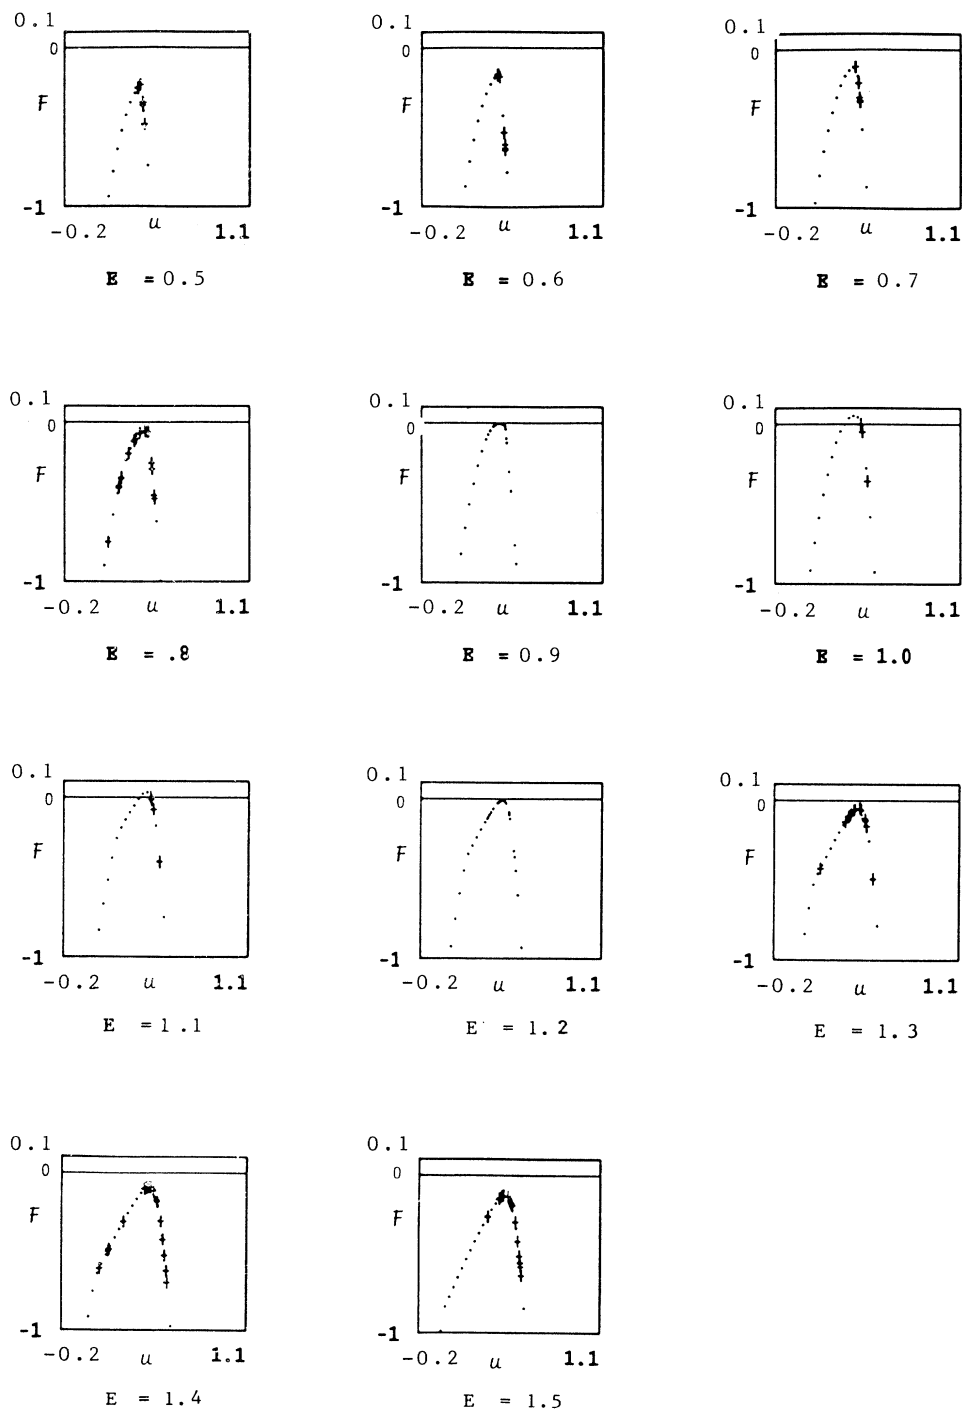 0.1 0.1 0.1
0 0 0
F F F
-1 -1 -1
-0.2 u 1.1 -0.2 u 1.1 -0.2 u 1.1
E = 0.5 E = 0.6 E = 0.7
0.1 0.1 0.1
0 0 0
F F F
-1 -1 -1
-0.2 u 1.1 -0.2 u 1.1 -0.2 u 1.1
E = .8 E = 0.9 E = 1.0
0.1 0.1 0.1
0 0 0
F F F
-1 -1 -1
-0.2 u 1.1 -0.2 u 1.1 -0.2 u 1.1
E = 1.1 E = 1.2 E = 1.3
0.1 0.1
0 0
F F
-1 -1
-0.2 u 1.1 -0.2 u 1.1
E = 1.4 E = 1.5